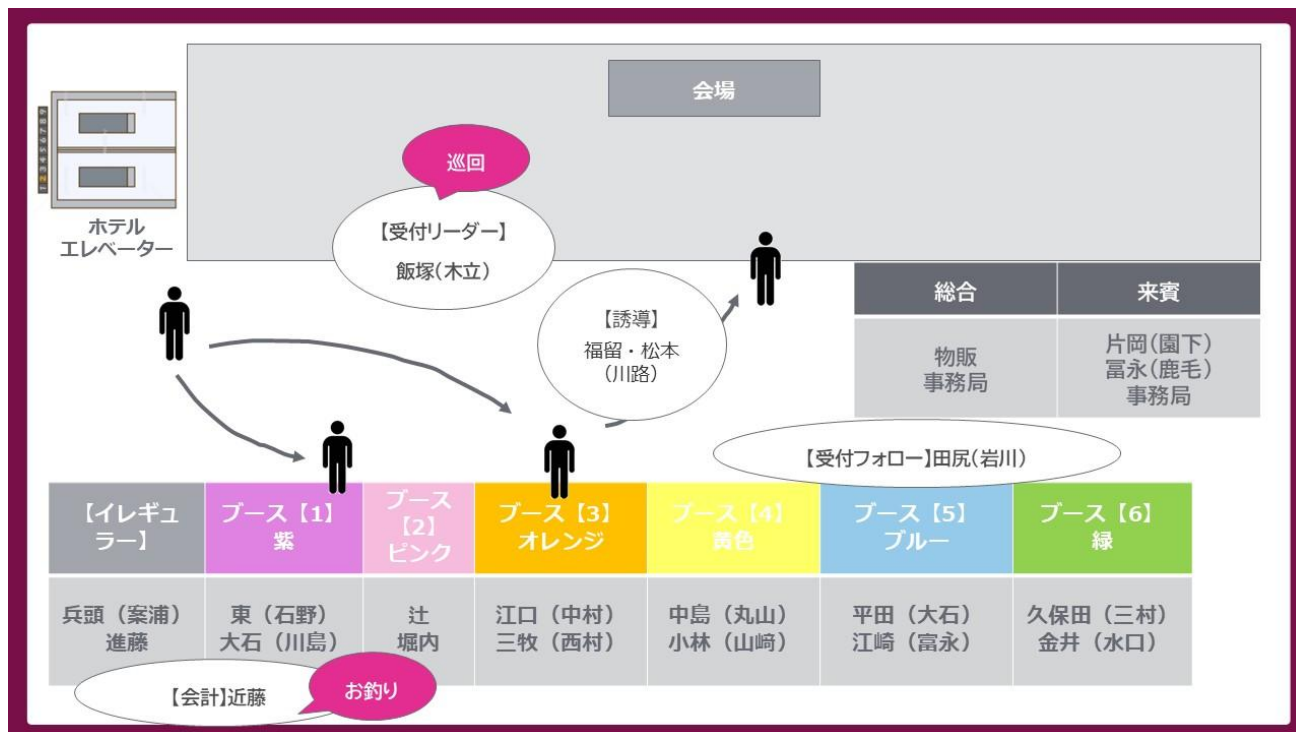 会場
巡回
ホテル
エレベーター
【受付リーダー】
飯塚(木立)
【誘導】
福留・松本
(川路)
総合
来賓
物販
事務局
片岡(園下)
冨永(鹿毛)
事務局
【受付フォロー】田尻(岩川)
【イレギュ
ラー】
ブース【1】
紫
ブース
【2】
ピンク
ブース【3】
オレンジ
ブース【4】
黄色
ブース【5】
ブルー
ブース【6】
緑
兵頭（案浦）
進藤
東（石野）
大石（川島）
辻
堀内
江口（中村）
三牧（西村）
中島（丸山）
小林（山﨑）
平田（大石）
江崎（富永）
久保田（三村）
金井（水口）
【会計】近藤
お釣り